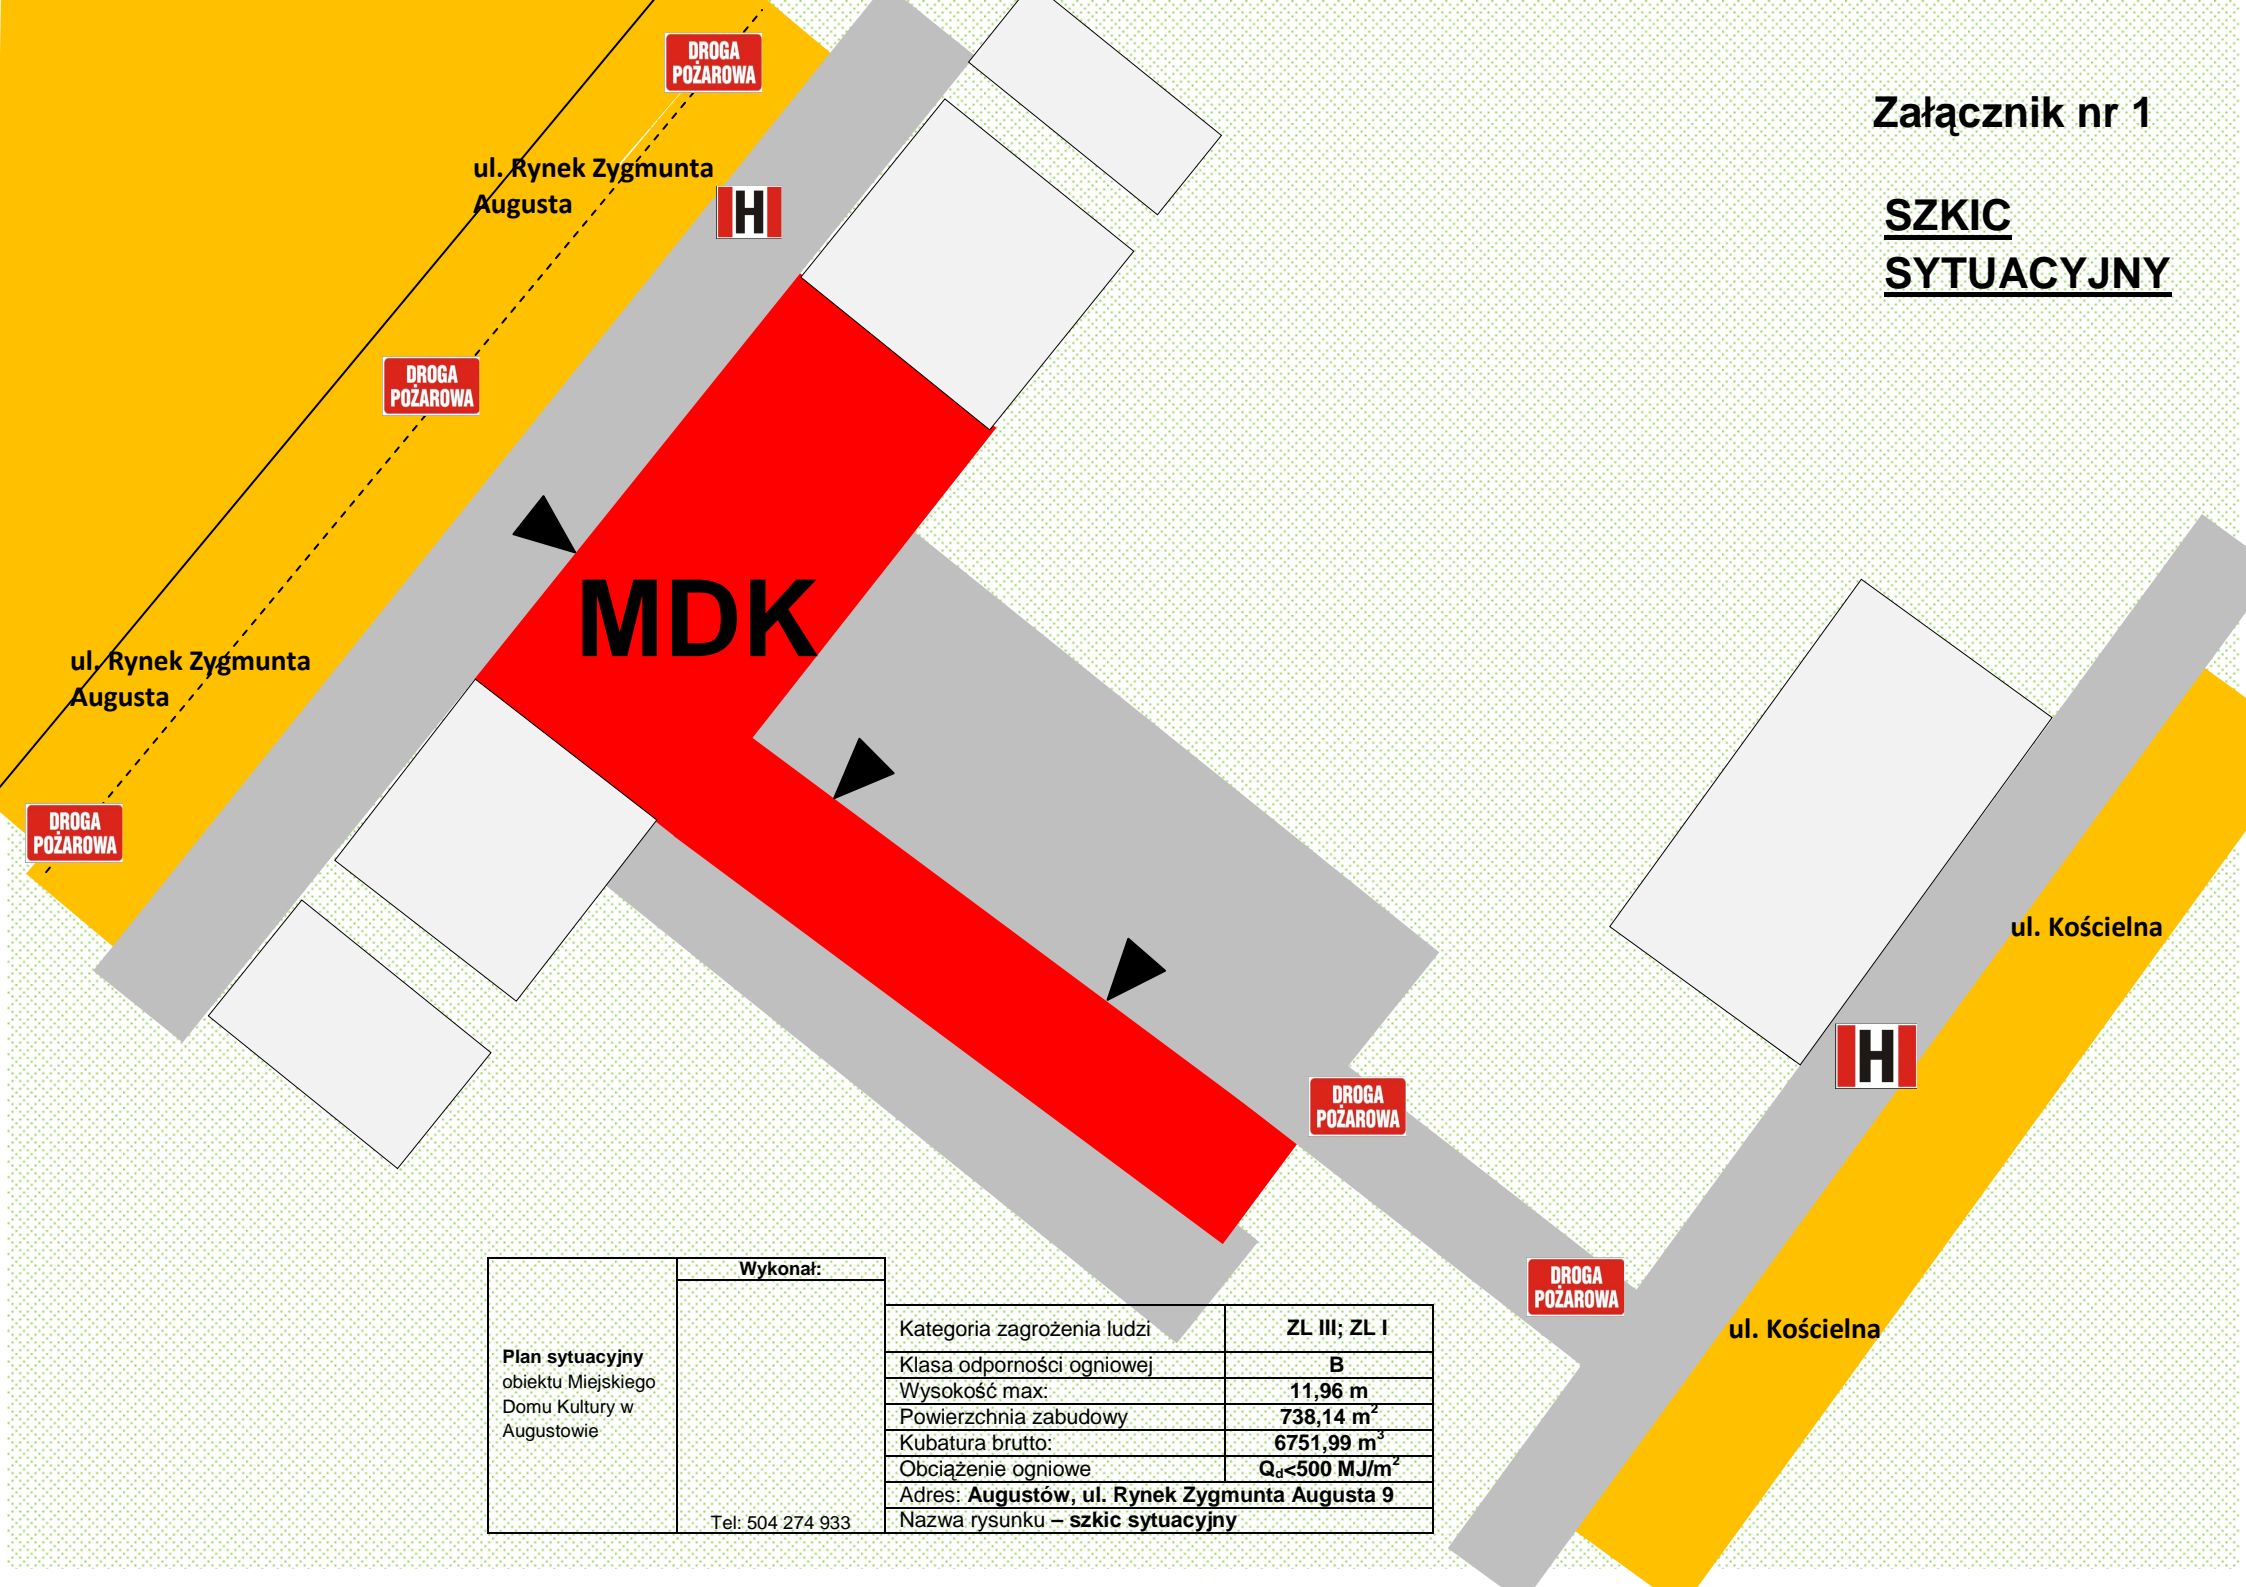 Załącznik nr 1
SZKIC
SYTUACYJNY
DROGA
POŻAROWA
ul. Rynek Zygmunta
Augusta
H
DROGA
POŻAROWA
MDK
ul. Rynek Zygmunta
Augusta
DROGA
POŻAROWA
ul. Kościelna
H
DROGA
POŻAROWA
DROGA
POŻAROWA
ul. Kościelna
Plan sytuacyjny
obiektu Miejskiego
Domu Kultury w
Augustowie
Wykonał:
Tel: 504 274 933
Kategoria zagrożenia ludzi ZL III; ZL I
Klasa odporności ogniowej B
Wysokość max: 11,96 m
Powierzchnia zabudowy 738,14 m²
Kubatura brutto: 6751,99 m³
Obciążenie ogniowe Qd<500 MJ/m²
Adres: Augustów, ul. Rynek Zygmunta Augusta 9
Nazwa rysunku – szkic sytuacyjny